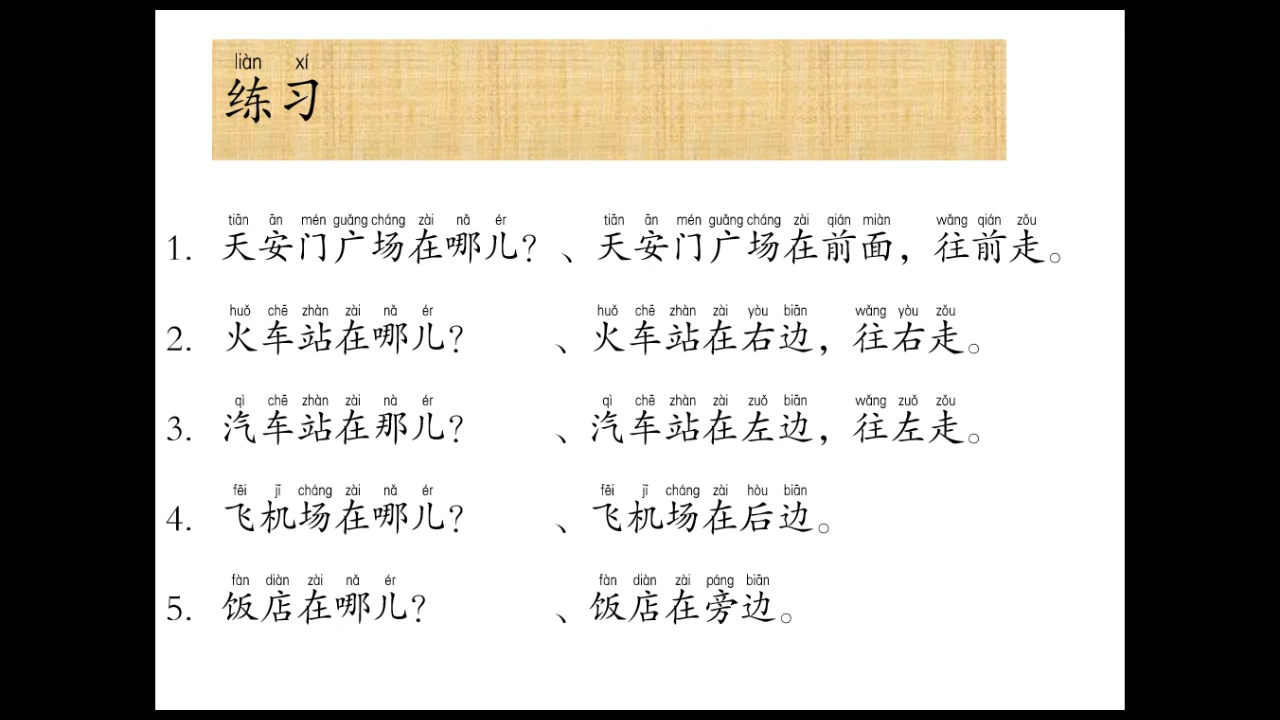 liàn xí
练习
tiān ān mén guǎng cháng zài nǎ ér tiān ān mén guǎng cháng zài qián miàn wǎng qián zǒu
1. 天安门广场在哪儿? 、天安门广场在前面，往前走。
huǒ chē zhàn zài nǎ ér huǒ chē zhàn zài yòu biān wǎng yòu zǒu
2. 火车站在哪儿? 、火车站在右边，往右走。
qì chē zhàn zài nà ér qì chē zhàn zài zuǒ biān wǎng zuǒ zǒu
3. 汽车站在那儿? 、汽车站在左边，往左走。
fēi jī cháng zài nǎ ér fēi jī cháng zài hòu biān
4. 飞机场在哪儿? 、飞机场在后边。
fàn diàn zài nǎ ér fàn diàn zài páng biān
5. 饭店在哪儿? 、饭店在旁边。